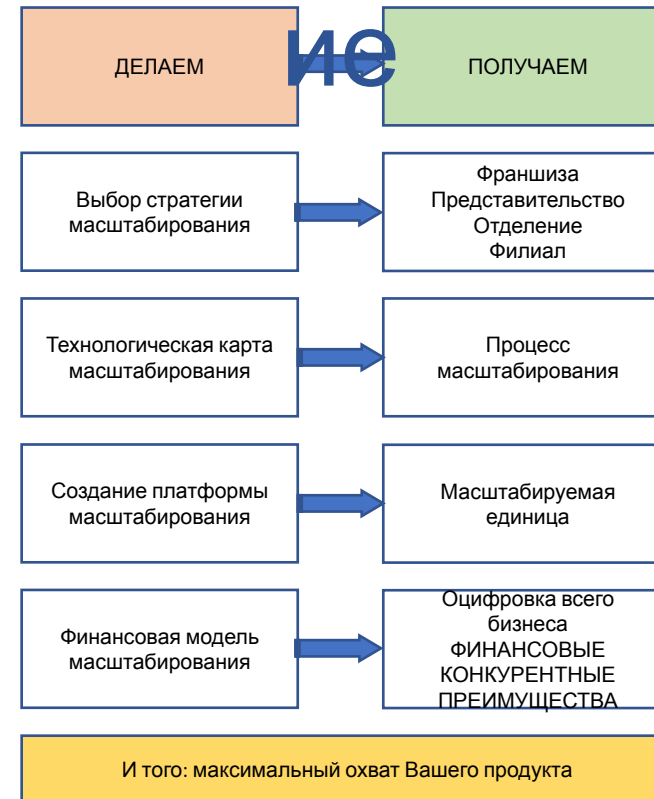 ДЕЛАЕМ
ие
ПОЛУЧАЕМ
Выбор стратегии
масштабирования
Франшиза
Представительство
Отделение
Филиал
Технологическая карта
масштабирования
Процесс
масштабирования
Создание платформы
масштабирования
Масштабируемая
единица
Финансовая модель
масштабирования
Оцифровка всего
бизнеса
ФИНАНСОВЫЕ
КОНКУРЕНТНЫЕ
ПРЕИМУЩЕСТВА
И того: максимальный охват Вашего продукта